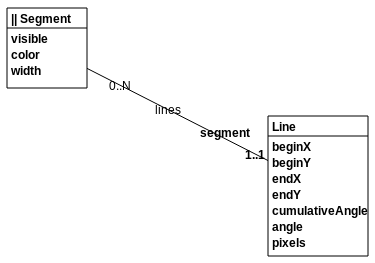 || Segment
visible
color
width
0..N
lines
segment
1..1
Line
beginX
beginY
endX
endY
cumulativeAngle
angle
pixels